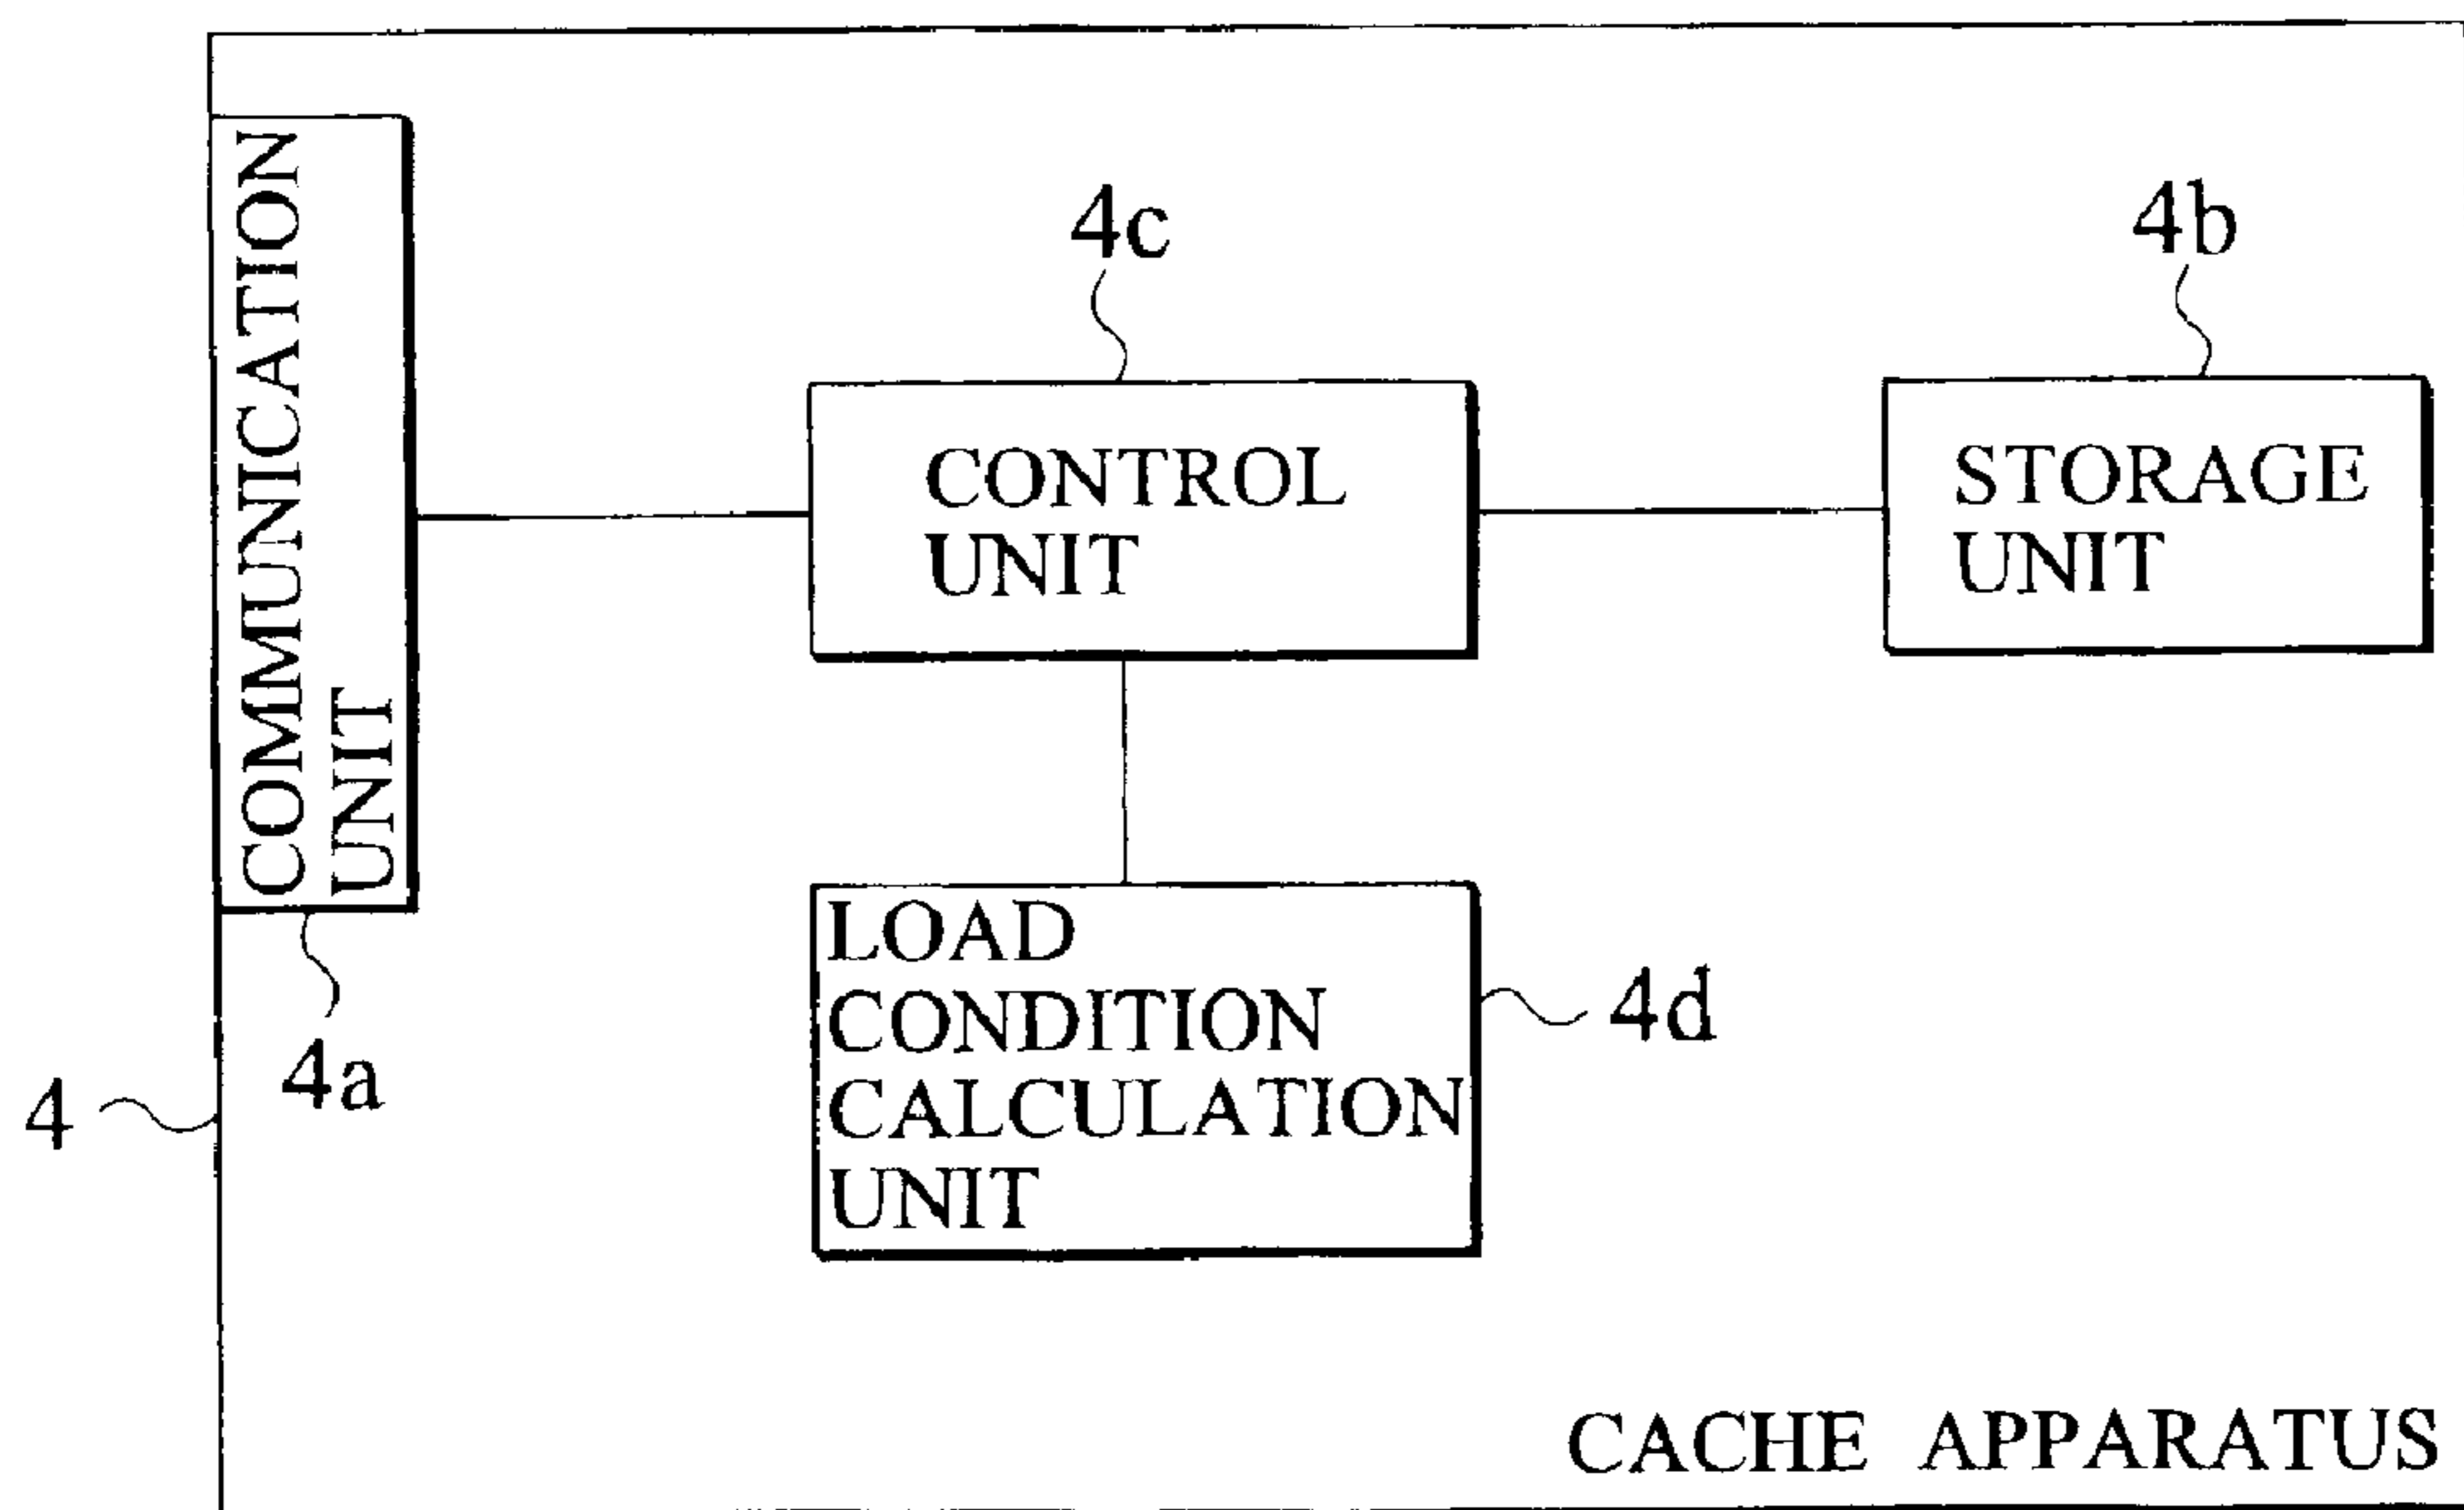 COMMUNICATION
UNIT
4c
4b
CONTROL
UNIT
STORAGE
UNIT
LOAD
CONDITION
CALCULATION
UNIT
4d
4a
4
CACHE APPARATUS